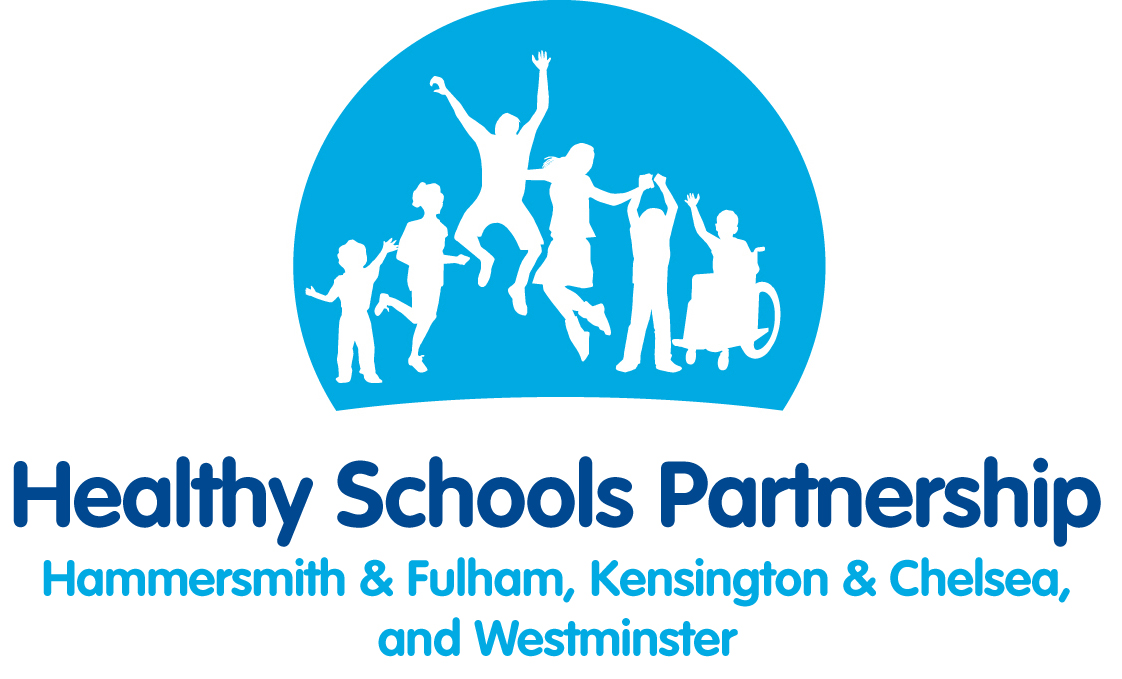 Healthy Schools Partnership
Hammersmith & Fulham, Kensington & Chelsea,
and Westminster